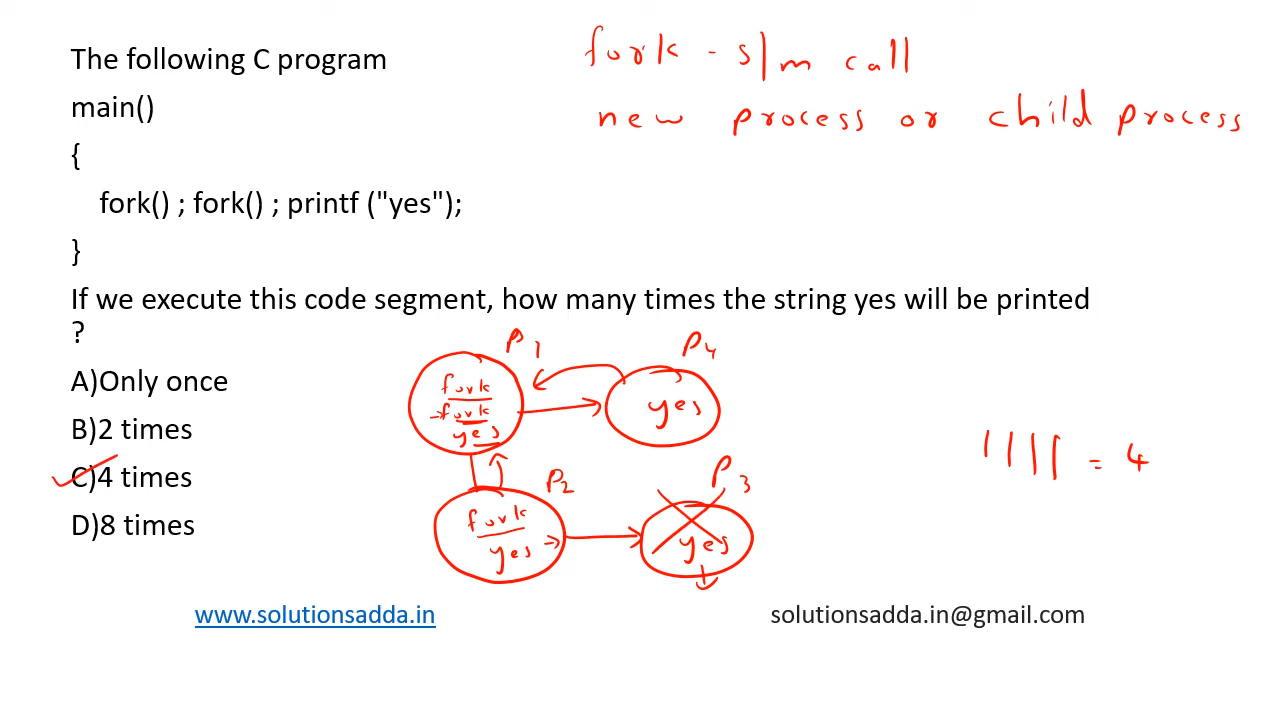 The following C program
main()
{
fork() ; fork() ; printf ("yes");
}
If we execute this code segment, how many times the string yes will be printed
?
A)Only once
B)2 times
C)4 times
D)8 times
fork - s/m call
new process or child process
P1
fork
fork
yes
P4
yes
P2
fork
yes
P3
yes
|||| = 4
www.solutionsadda.in
solutionsadda.in@gmail.com